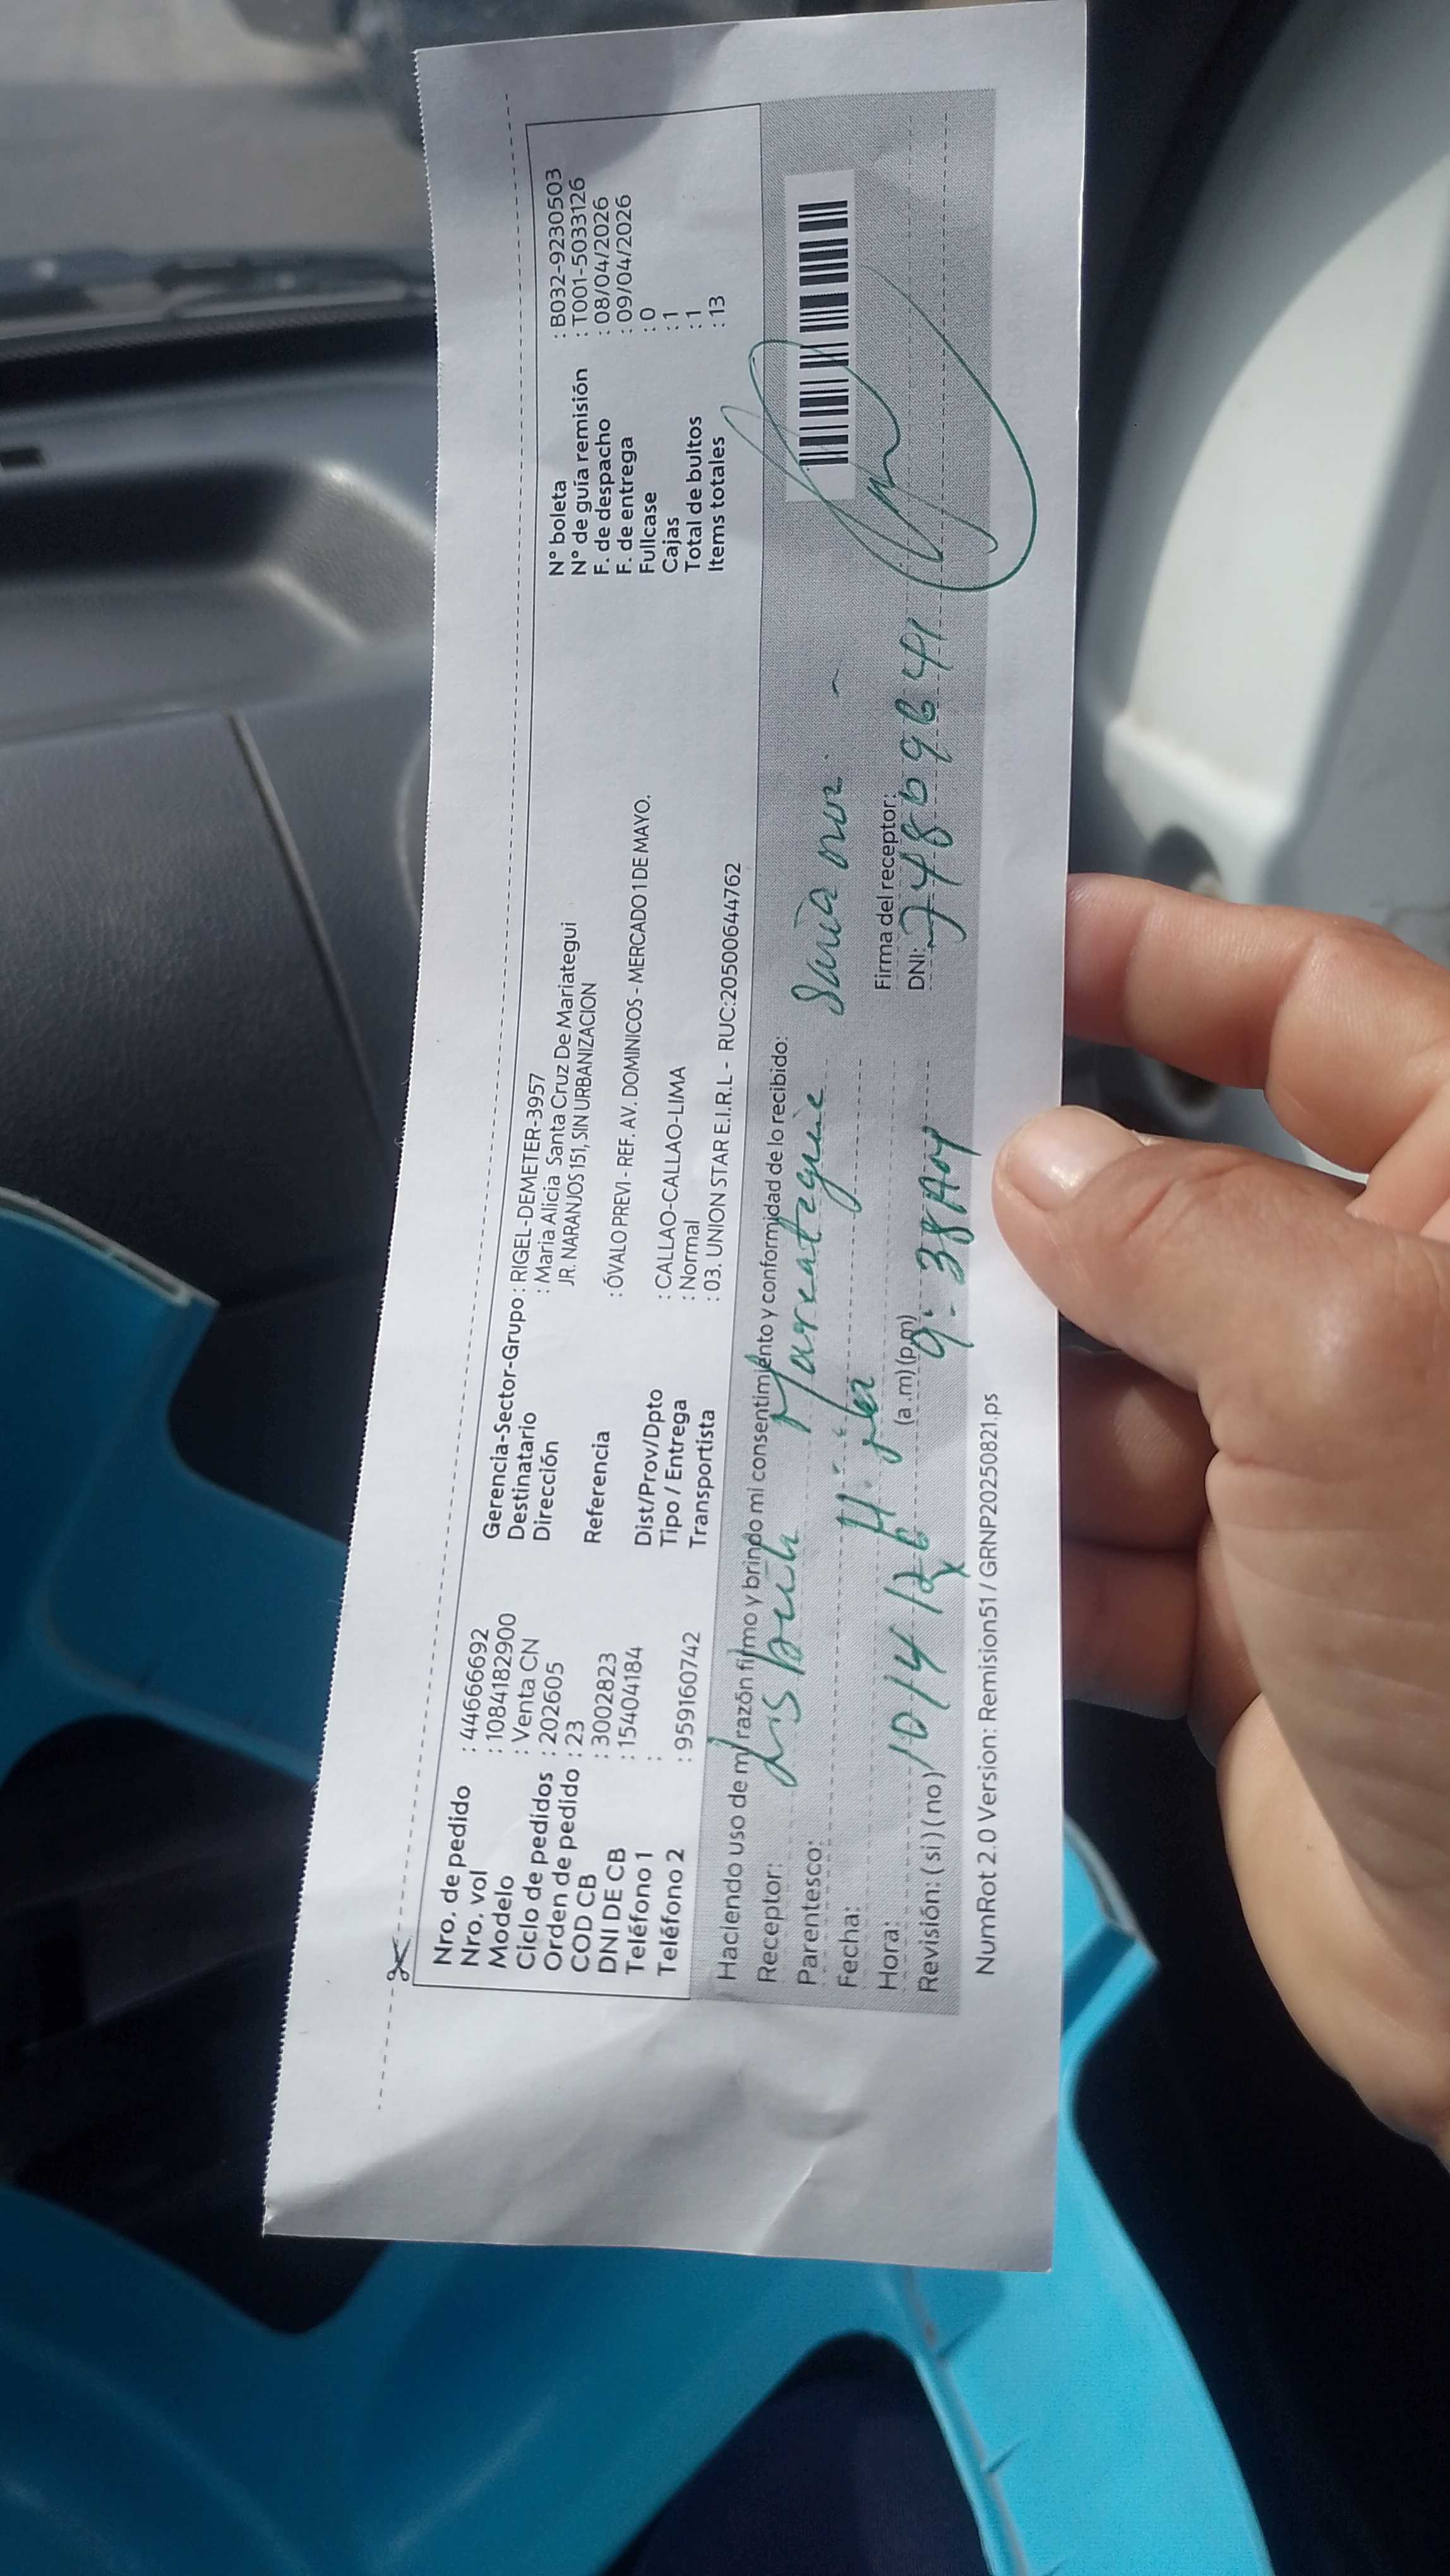 Nro. de pedido : 44666692
Nro. vol : 1084182900
Modelo : Venta CN
Ciclo de pedidos : 202605
Orden de pedido : 23
COD CB : 3002823
DNI DE CB : 15404184
Teléfono 1 :
Teléfono 2 : 959160742
Gerencia-Sector-Grupo : RIGEL-DEMETER-3957
Destinatario : Maria Alicia Santa Cruz De Mariategui
Dirección JR. NARANJOS 151, SIN URBANIZACION
Referencia : ÓVALO PREVI - REF. AV. DOMINICOS - MERCADO 1 DE MAYO.
Dist/Prov/Dpto : CALLAO-CALLAO-LIMA
Tipo / Entrega : Normal
Transportista : 03. UNION STAR E.I.R.L - RUC:20500644762
N° boleta : B032-9230503
N° de guía remisión : T001-5033126
F. de despacho : 08/04/2026
F. de entrega : 09/04/2026
Fullcase : 0
Cajas : 1
Total de bultos : 1
Items totales : 13
Haciendo uso de mi razón firmo y brindo mi consentimiento y conformidad de lo recibido:
Receptor: Mareategui
Parentesco: H.
Fecha: 10/4/26
Hora: (a .m) (p.m) 9:38 AM
Revisión: (si) (no)
Firma del receptor:
DNI:
NumRot 2.0 Version: Remision51 / GRNP20250821.ps